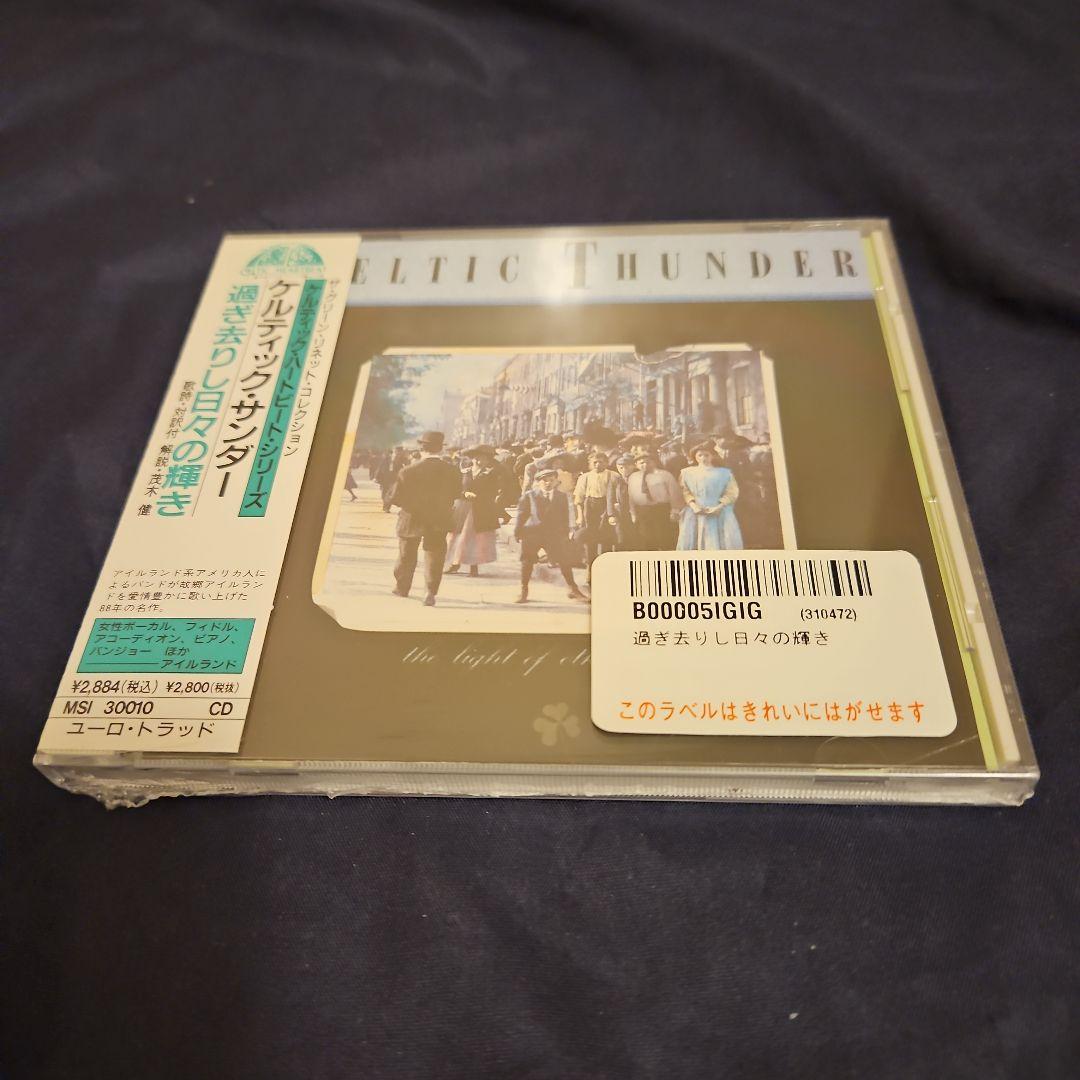 ELTIC THUNDER
CELTIC HEARTBEAT
ザ・グリーン・リネット・コレクション
ケルティック・ハートビート・シリーズ
ケルティック・サンダー
過ぎ去りし日々の輝き
歌詩・対訳付 解説・茂木 健
アイルランド系アメリカ人に
よるバンドが故郷アイルラン
ドを愛情豊かに歌い上げた
88年の名作。
女性ボーカル、フィドル、
アコーディオン、ピアノ、
バンジョー ほか
アイルランド
¥2,884(税込) ¥2,800(税抜)
MSI 30010 CD
ユーロ・トラッド
the light of
B00005IGIG (310472)
過ぎ去りし日々の輝き
このラベルはきれいにはがせます